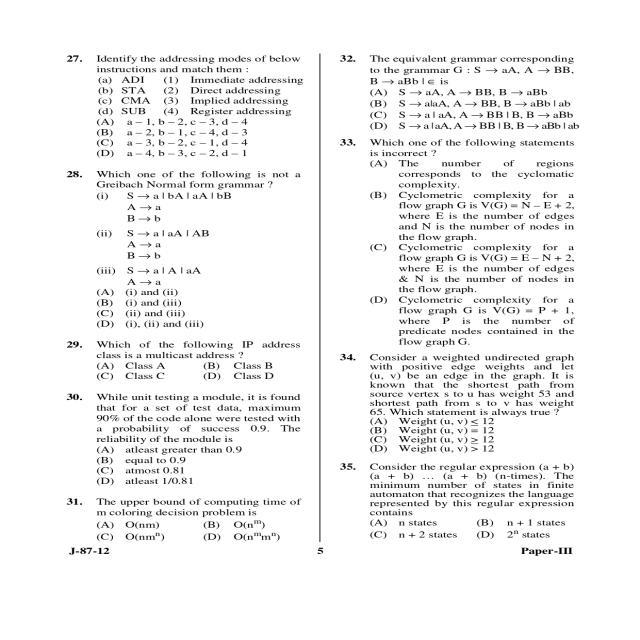 27. Identify the addressing modes of below
instructions and match them :
(a) ADI (1) Immediate addressing
(b) STA (2) Direct addressing
(c) CMA (3) Implied addressing
(d) SUB (4) Register addressing
(A) a – 1, b – 2, c – 3, d – 4
(B) a – 2, b – 1, c – 4, d – 3
(C) a – 3, b – 2, c – 1, d – 4
(D) a – 4, b – 3, c – 2, d – 1
28. Which one of the following is not a
Greibach Normal form grammar ?
(i) S → a | bA | aA | bB
A → a
B → b
(ii) S → a | aA | AB
A → a
B → b
(iii) S → a | A | aA
A → a
(A) (i) and (ii)
(B) (i) and (iii)
(C) (ii) and (iii)
(D) (i), (ii) and (iii)
29. Which of the following IP address
class is a multicast address ?
(A) Class A (B) Class B
(C) Class C (D) Class D
30. While unit testing a module, it is found
that for a set of test data, maximum
90% of the code alone were tested with
a probability of success 0.9. The
reliability of the module is
(A) atleast greater than 0.9
(B) equal to 0.9
(C) atmost 0.81
(D) atleast 1/0.81
31. The upper bound of computing time of
m coloring decision problem is
(A) O(nm) (B) O(nᵐ)
(C) O(nmⁿ) (D) O(nᵐmⁿ)
32. The equivalent grammar corresponding
to the grammar G : S → aA, A → BB,
B → aBb | ∈ is
(A) S → aA, A → BB, B → aBb
(B) S → a|aA, A → BB, B → aBb | ab
(C) S → a | aA, A → BB | B, B → aBb
(D) S → a | aA, A → BB | B, B → aBb | ab
33. Which one of the following statements
is incorrect ?
(A) The number of regions
corresponds to the cyclomatic
complexity.
(B) Cyclometric complexity for a
flow graph G is V(G) = N – E + 2,
where E is the number of edges
and N is the number of nodes in
the flow graph.
(C) Cyclometric complexity for a
flow graph G is V(G) = E – N + 2,
where E is the number of edges
& N is the number of nodes in
the flow graph.
(D) Cyclometric complexity for a
flow graph G is V(G) = P + 1,
where P is the number of
predicate nodes contained in the
flow graph G.
34. Consider a weighted undirected graph
with positive edge weights and let
(u, v) be an edge in the graph. It is
known that the shortest path from
source vertex s to u has weight 53 and
shortest path from s to v has weight
65. Which statement is always true ?
(A) Weight (u, v) ≤ 12
(B) Weight (u, v) = 12
(C) Weight (u, v) ≥ 12
(D) Weight (u, v) > 12
35. Consider the regular expression (a + b)
(a + b) … (a + b) (n-times). The
minimum number of states in finite
automaton that recognizes the language
represented by this regular expression
contains
(A) n states (B) n + 1 states
(C) n + 2 states (D) 2ⁿ states
J-87-12 5 Paper-III